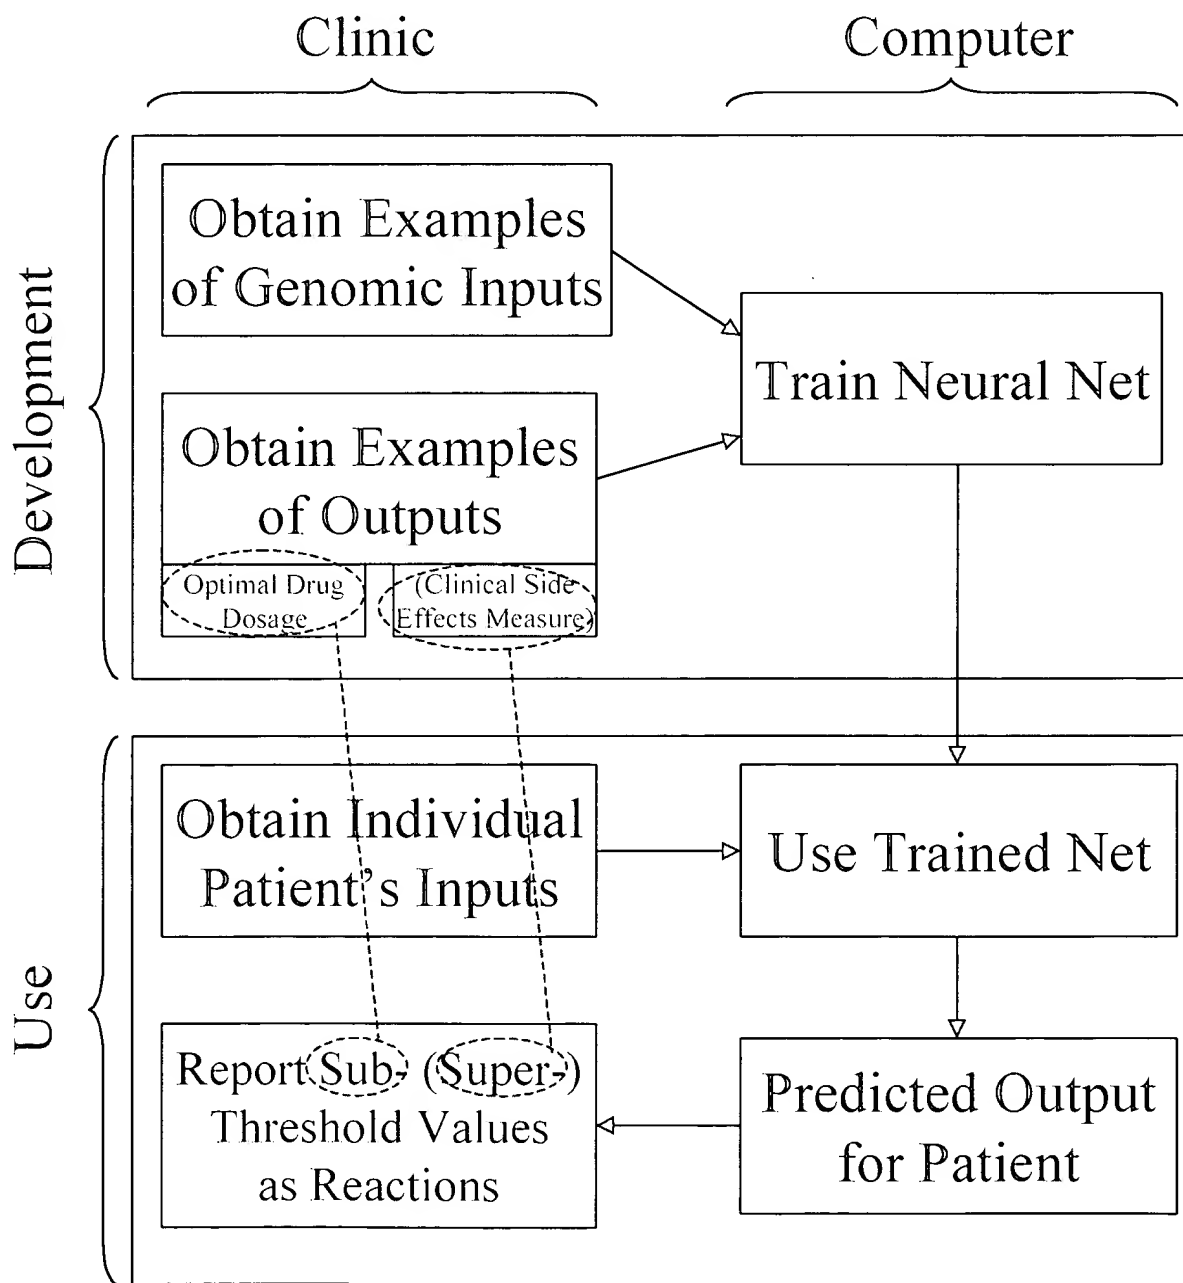 Clinic
Computer
Development
Obtain Examples
of Genomic Inputs
Train Neural Net
Obtain Examples
of Outputs
Optimal Drug
Dosage
(Clinical Side
Effects Measure)
Use
Obtain Individual
Patient's Inputs
Use Trained Net
Report Sub- (Super-)
Threshold Values
as Reactions
Predicted Output
for Patient